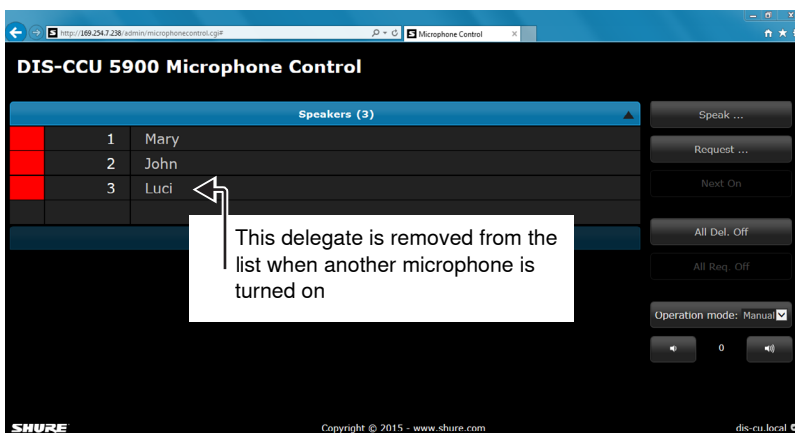 http://169.254.7.238/admin/microphonecontrol.cgi#
Microphone Control
DIS-CCU 5900 Microphone Control
Speakers (3)
1 Mary
2 John
3 Luci
This delegate is removed from the
list when another microphone is
turned on
Speak ...
Request ...
Next On
All Del. Off
All Req. Off
Operation mode: Manual
0
SHURE
Copyright © 2015 - www.shure.com
dis-cu.local